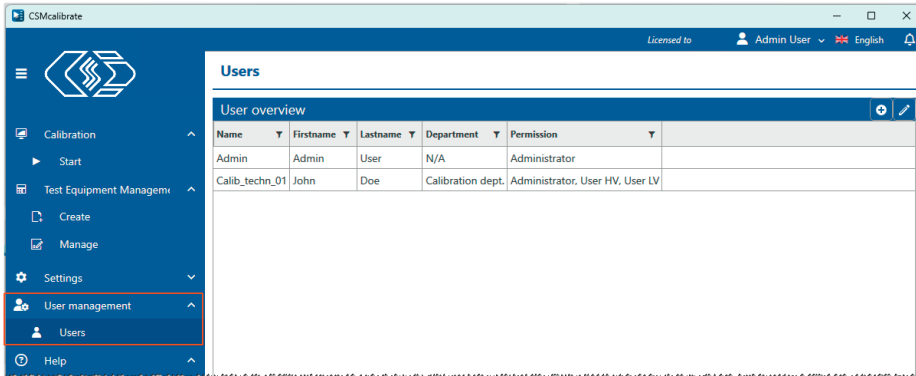 CSMcalibrate
Licensed to Admin User English
Users
User overview
Name Firstname Lastname Department Permission
Admin Admin User N/A Administrator
Calib_techn_01 John Doe Calibration dept. Administrator, User HV, User LV
Calibration
Start
Test Equipment Manageme
Create
Manage
Settings
User management
Users
Help